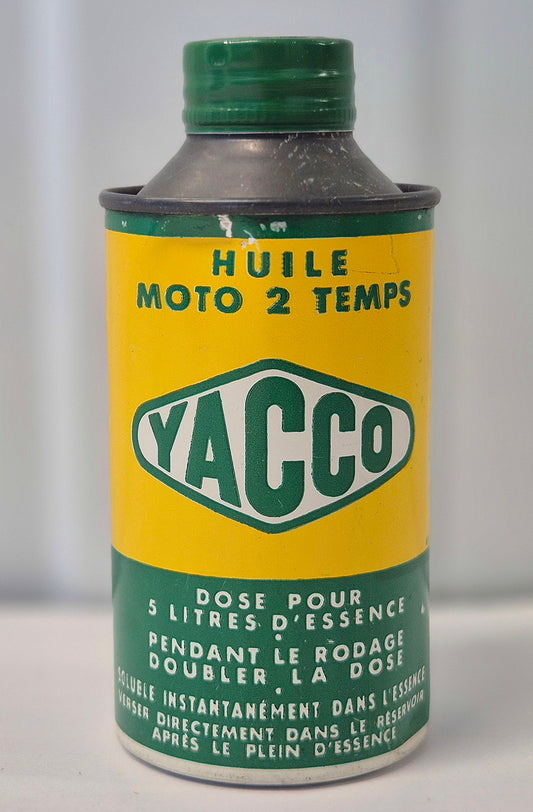 HUILE
MOTO 2 TEMPS
YACCO
DOSE POUR
5 LITRES D'ESSENCE
PENDANT LE RODAGE
DOUBLER LA DOSE
SOLUBLE INSTANTANÉMENT DANS L'ESSENCE
VERSER DIRECTEMENT DANS LE RÉSERVOIR
APRÈS LE PLEIN D'ESSENCE